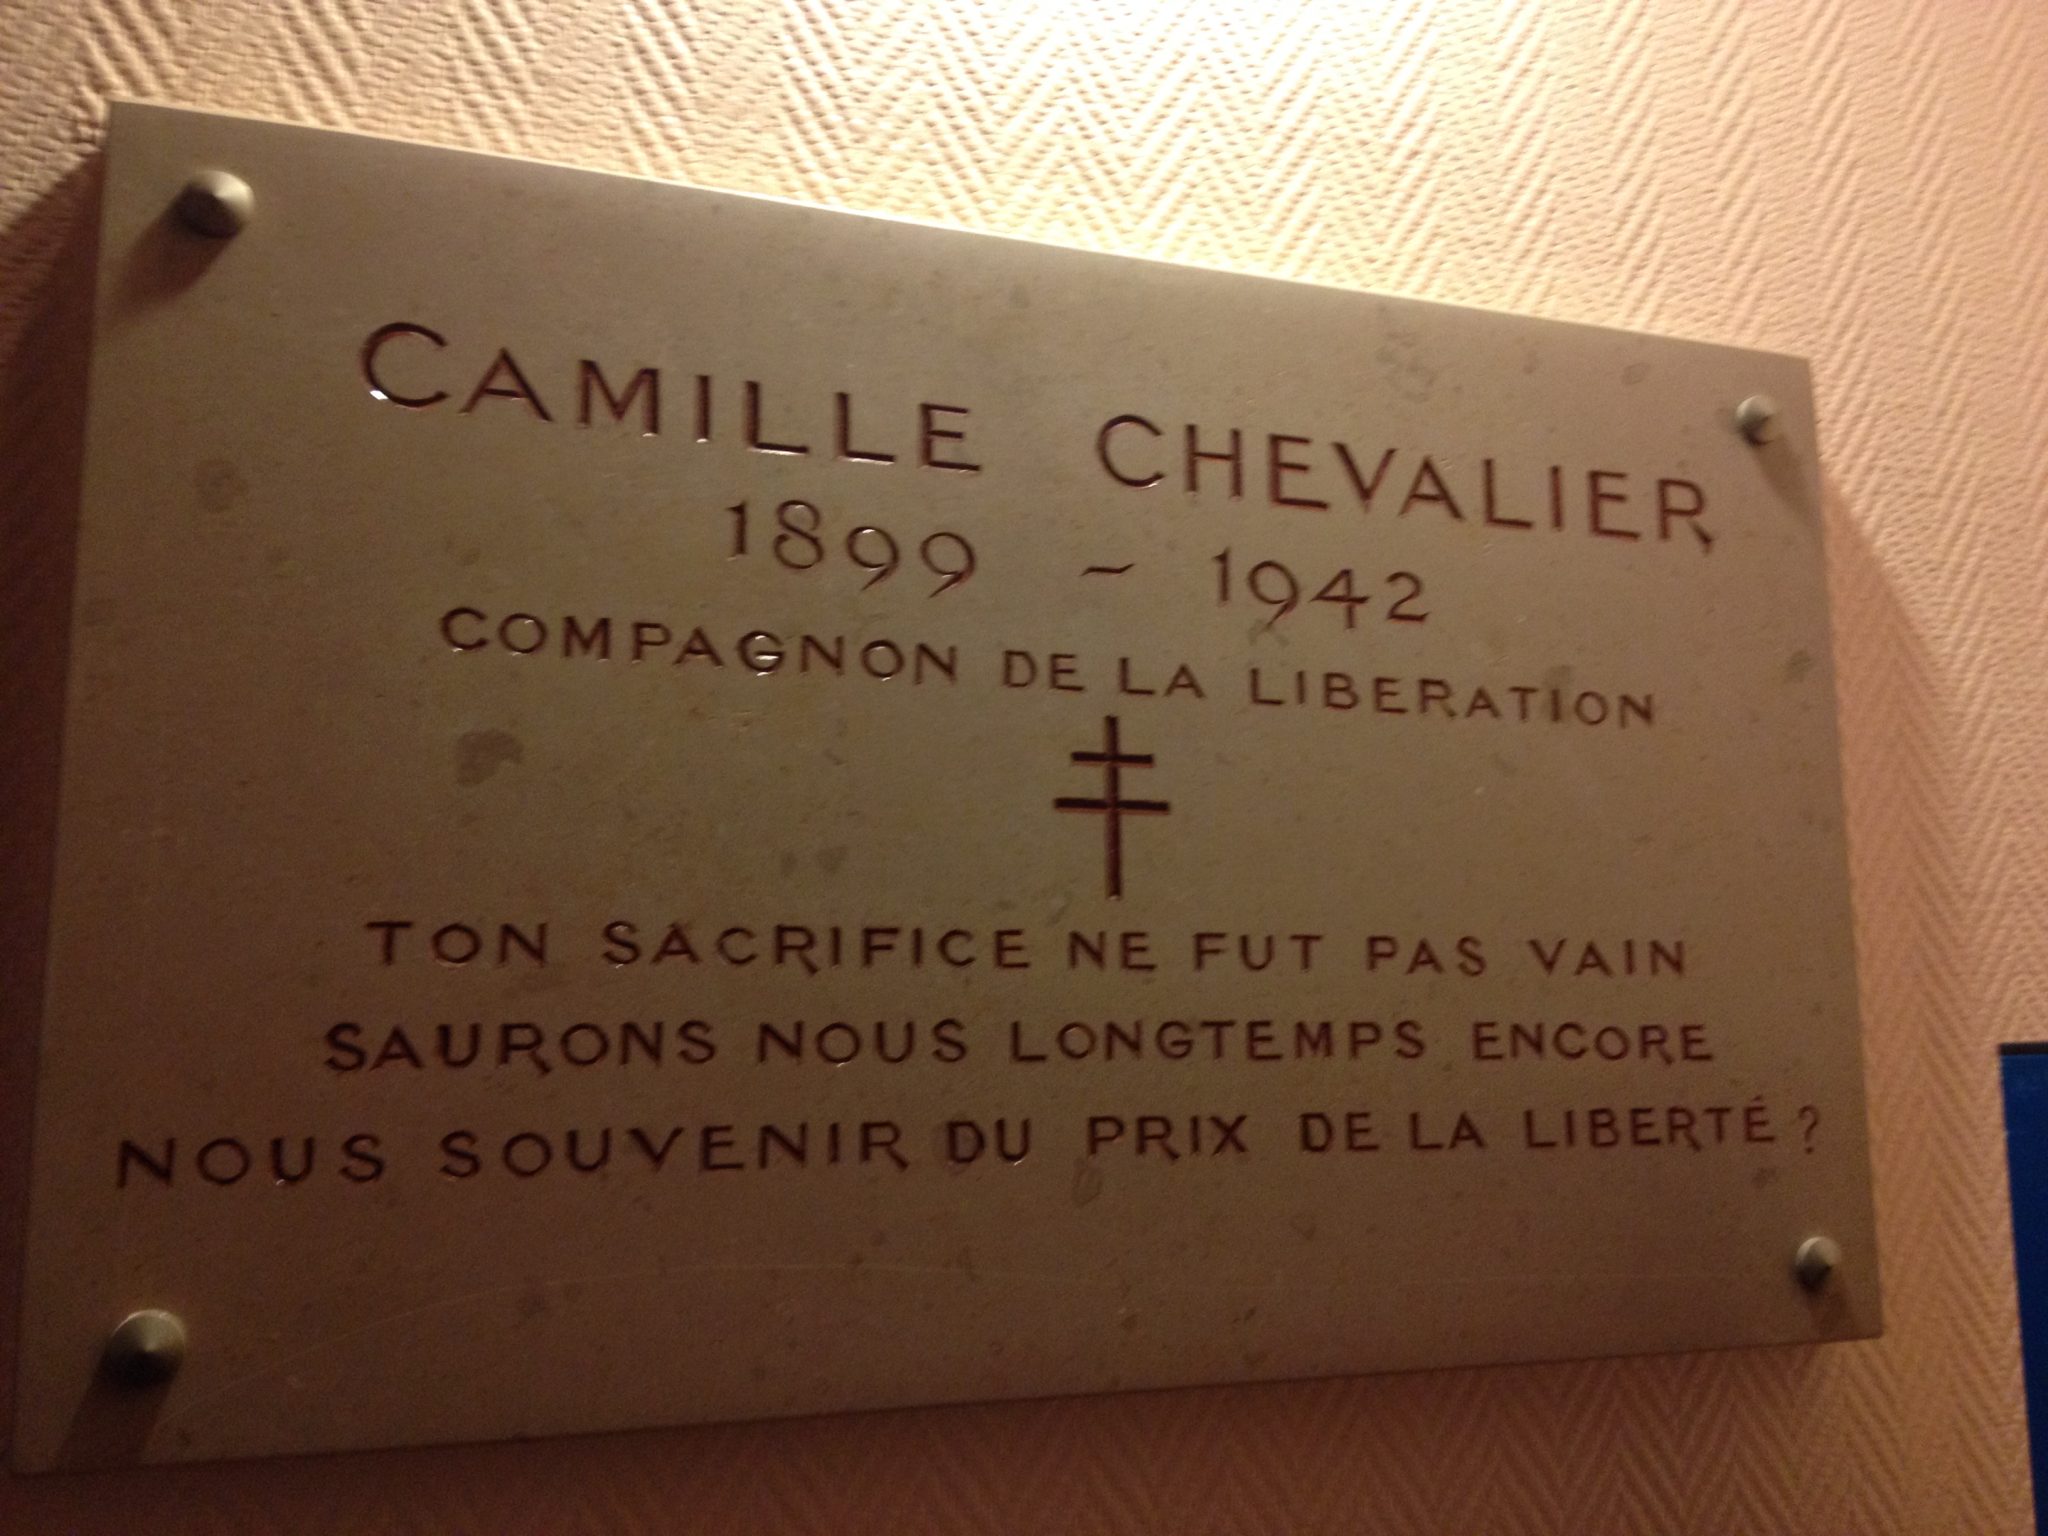 CAMILLE CHEVALIER
1899 - 1942
COMPAGNON DE LA LIBERATION
TON SACRIFICE NE FUT PAS VAIN
SAURONS NOUS LONGTEMPS ENCORE
NOUS SOUVENIR DU PRIX DE LA LIBERTÉ ?